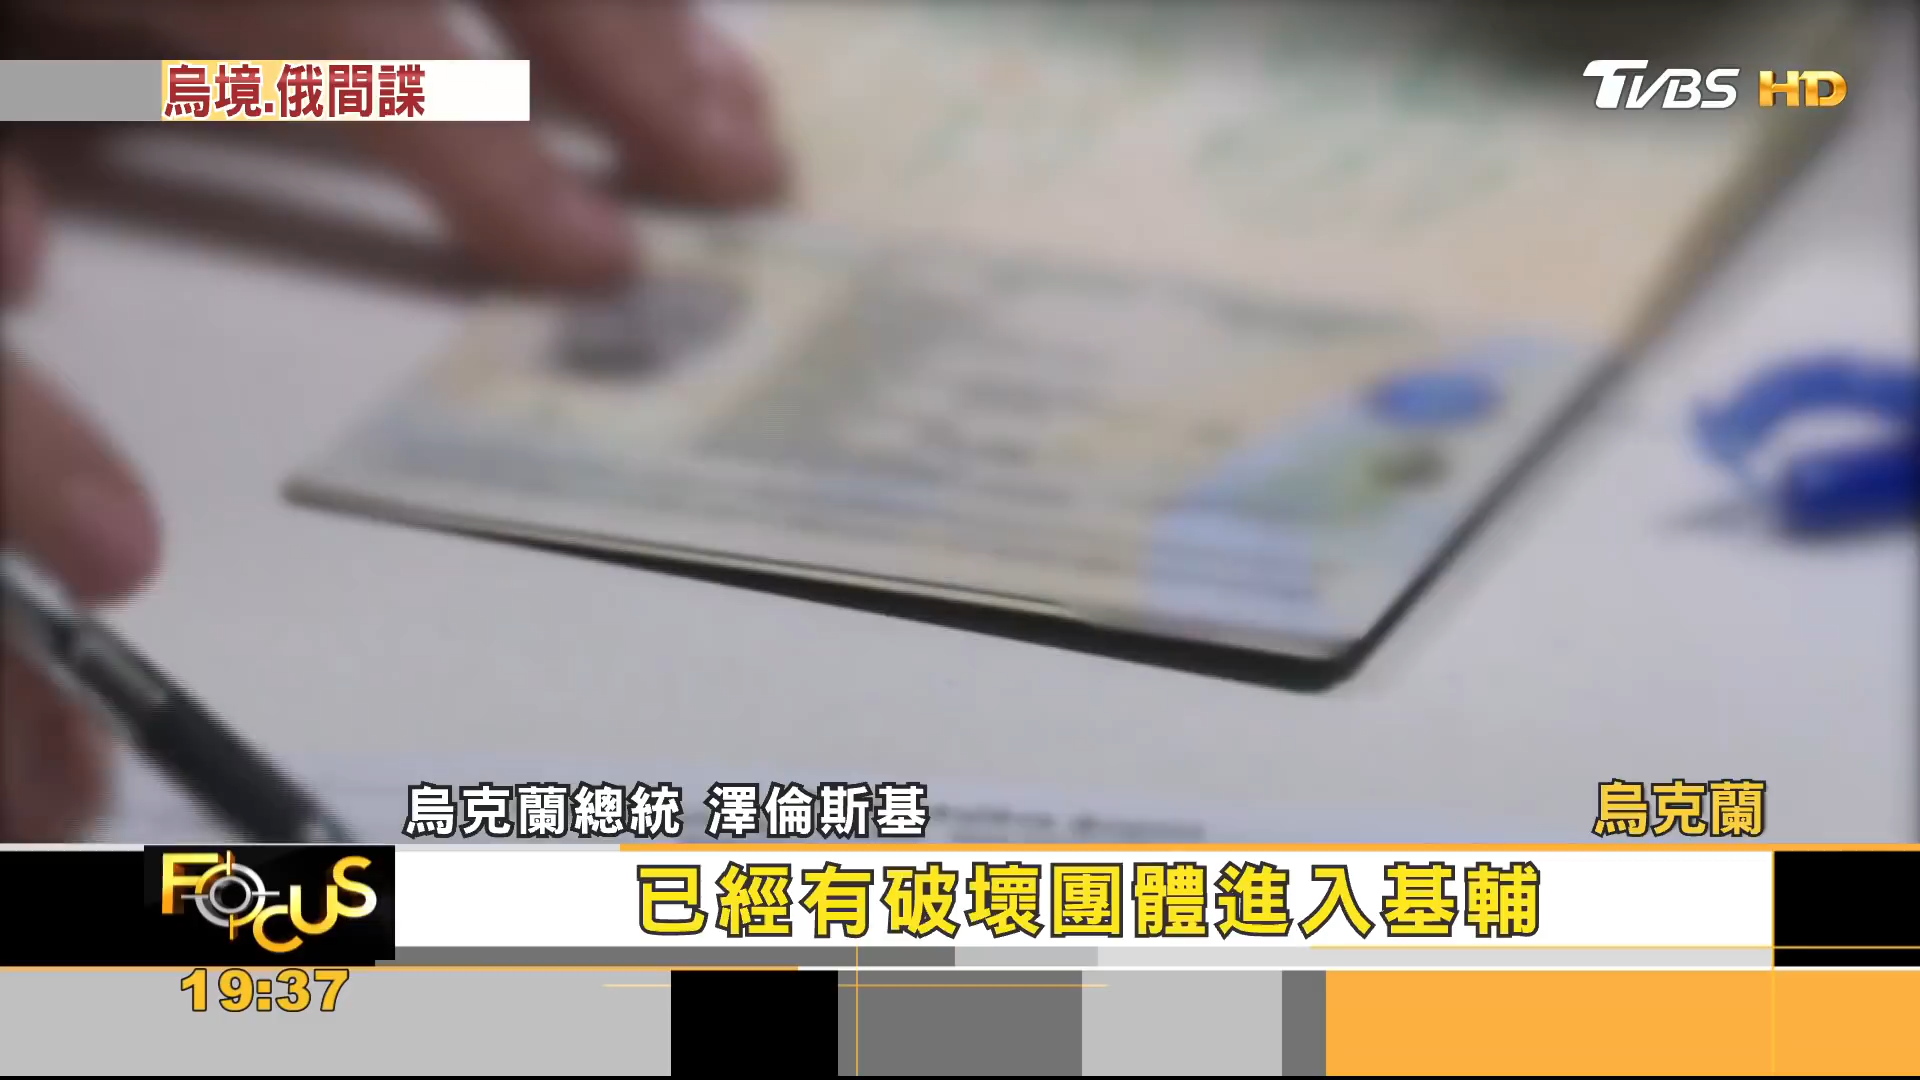 烏境.俄間諜
TVBS HD
烏克蘭總統 澤倫斯基
烏克蘭
已經有破壞團體進入基輔
FOCUS
19:37